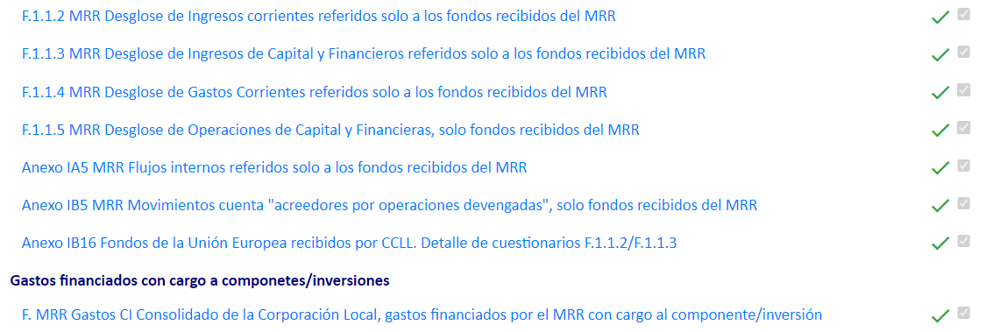 F.1.1.2 MRR Desglose de Ingresos corrientes referidos solo a los fondos recibidos del MRR
F.1.1.3 MRR Desglose de Ingresos de Capital y Financieros referidos solo a los fondos recibidos del MRR
F.1.1.4 MRR Desglose de Gastos Corrientes referidos solo a los fondos recibidos del MRR
F.1.1.5 MRR Desglose de Operaciones de Capital y Financieras, solo fondos recibidos del MRR
Anexo IA5 MRR Flujos internos referidos solo a los fondos recibidos del MRR
Anexo IB5 MRR Movimientos cuenta "acreedores por operaciones devengadas", solo fondos recibidos del MRR
Anexo IB16 Fondos de la Unión Europea recibidos por CCLL. Detalle de cuestionarios F.1.1.2/F.1.1.3
Gastos financiados con cargo a componetes/inversiones
F. MRR Gastos CI Consolidado de la Corporación Local, gastos financiados por el MRR con cargo al componente/inversión